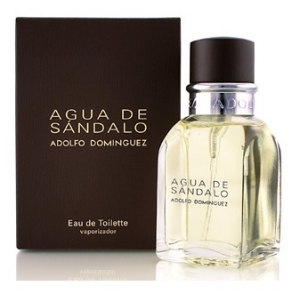 AGUA DE
SÁNDALO
ADOLFO DOMINGUEZ
Eau de Toilette
vaporizador
AGUA DE
SÁNDALO
ADOLFO DOMINGUEZ